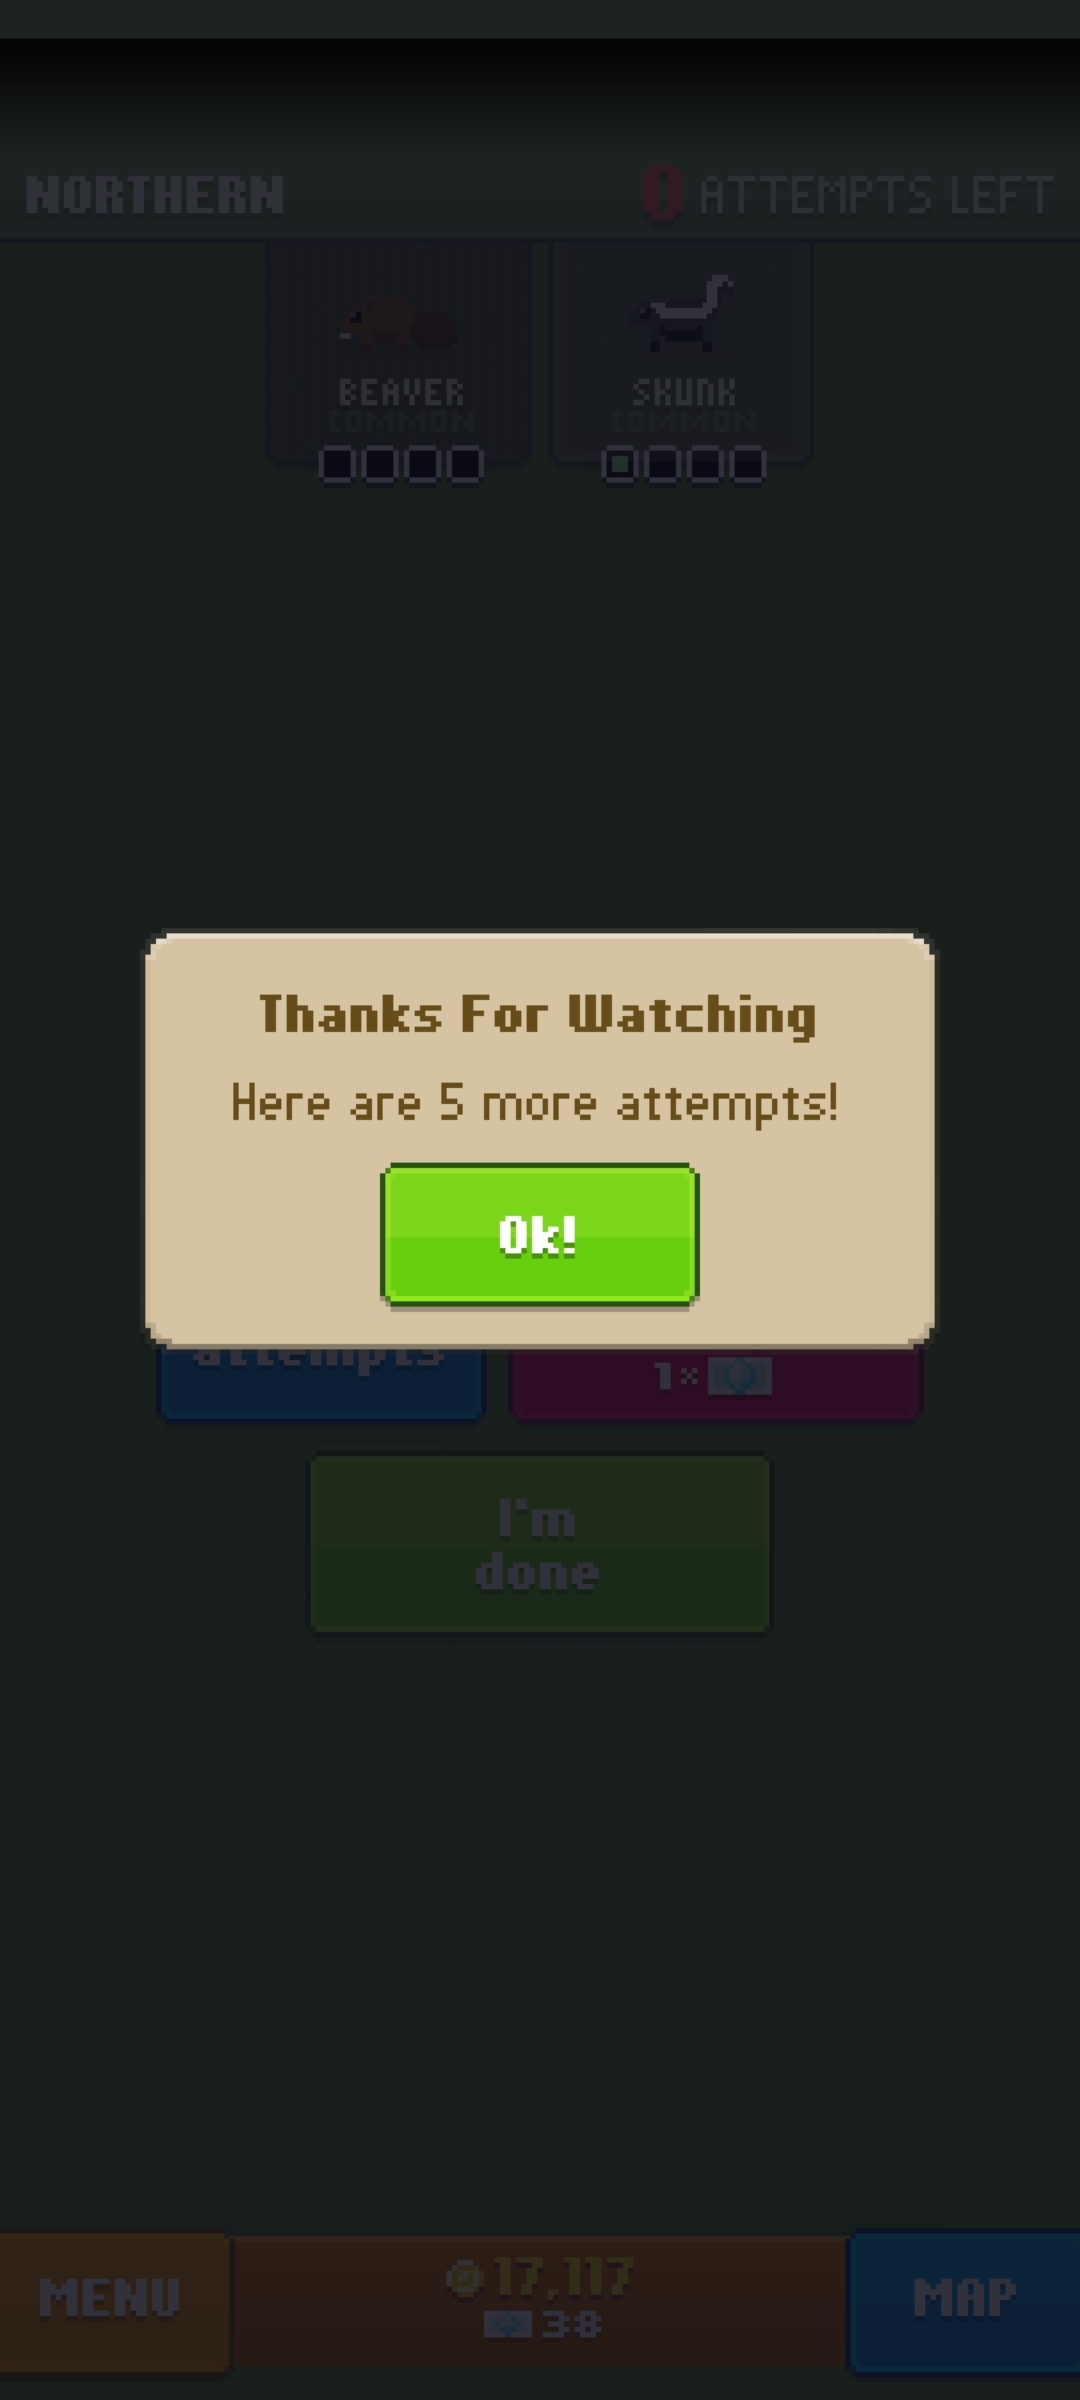 NORTHERN
0 ATTEMPTS LEFT
BEAVER
COMMON
SKUNK
COMMON
Thanks For Watching
Here are 5 more attempts!
Ok!
attempts
1×
I'm
done
MENU
17,117
38
MAP